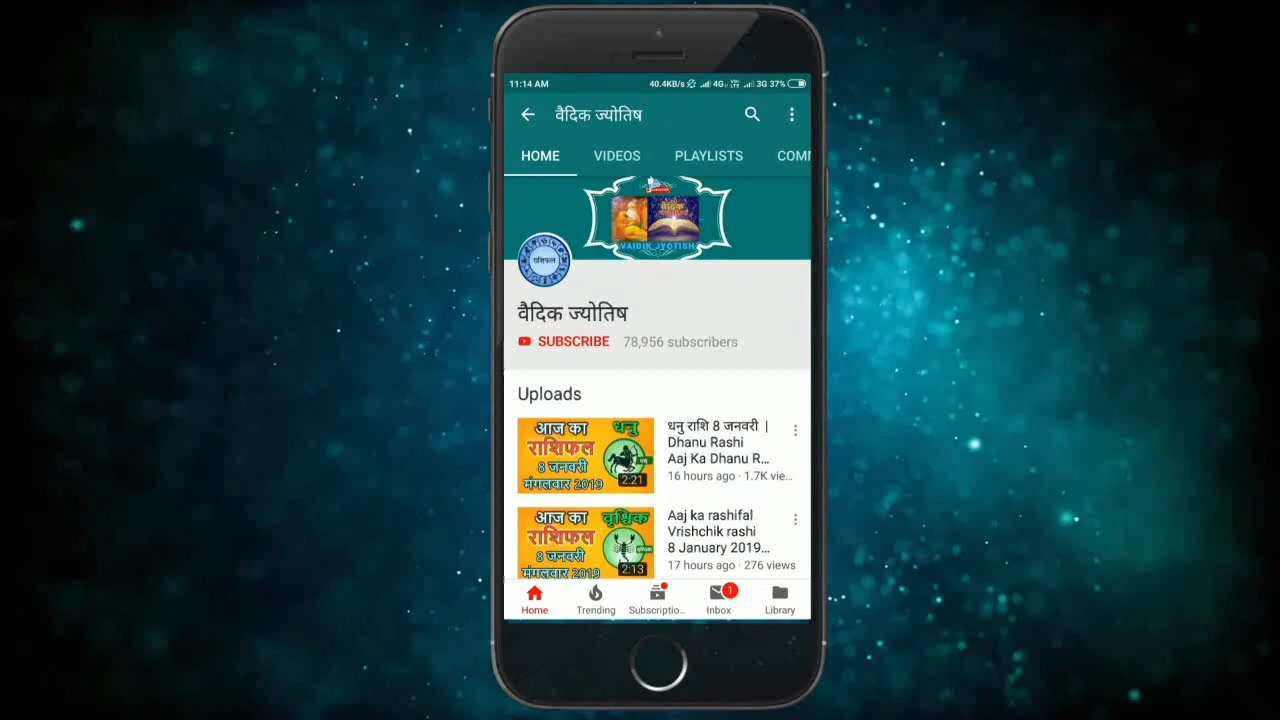 11:14 AM
40.4KB/s 4G VoLTE 3G 37%
वैदिक ज्योतिष
HOME VIDEOS PLAYLISTS COMM
वैदिक
VAIDIK JYOTISH
राशिफल
वैदिक ज्योतिष
SUBSCRIBE 78,956 subscribers
Uploads
आज का धनु
राशिफल
8 जनवरी
मंगलवार 2019
2:21
धनु राशि 8 जनवरी |
Dhanu Rashi
Aaj Ka Dhanu R...
16 hours ago · 1.7K vie...
आज का वृश्चिक
राशिफल
8 जनवरी
मंगलवार 2019
2:13
Aaj ka rashifal
Vrishchik rashi
8 January 2019...
17 hours ago · 276 views
1
Home Trending Subscriptio... Inbox Library